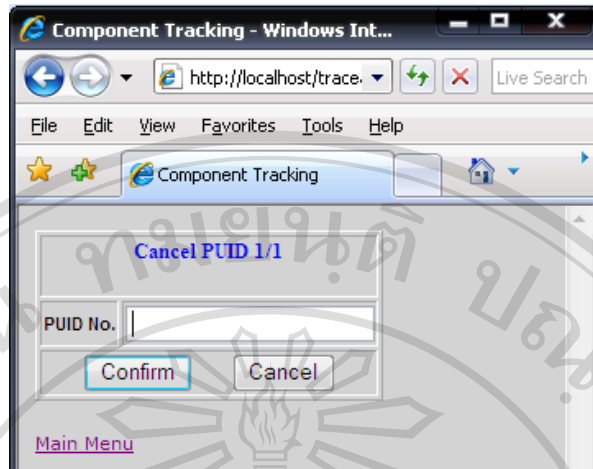 Component Tracking - Windows Int...
http://localhost/trace.
Live Search
File Edit View Favorites Tools Help
Component Tracking
Cancel PUID 1/1
PUID No.
Confirm Cancel
Main Menu